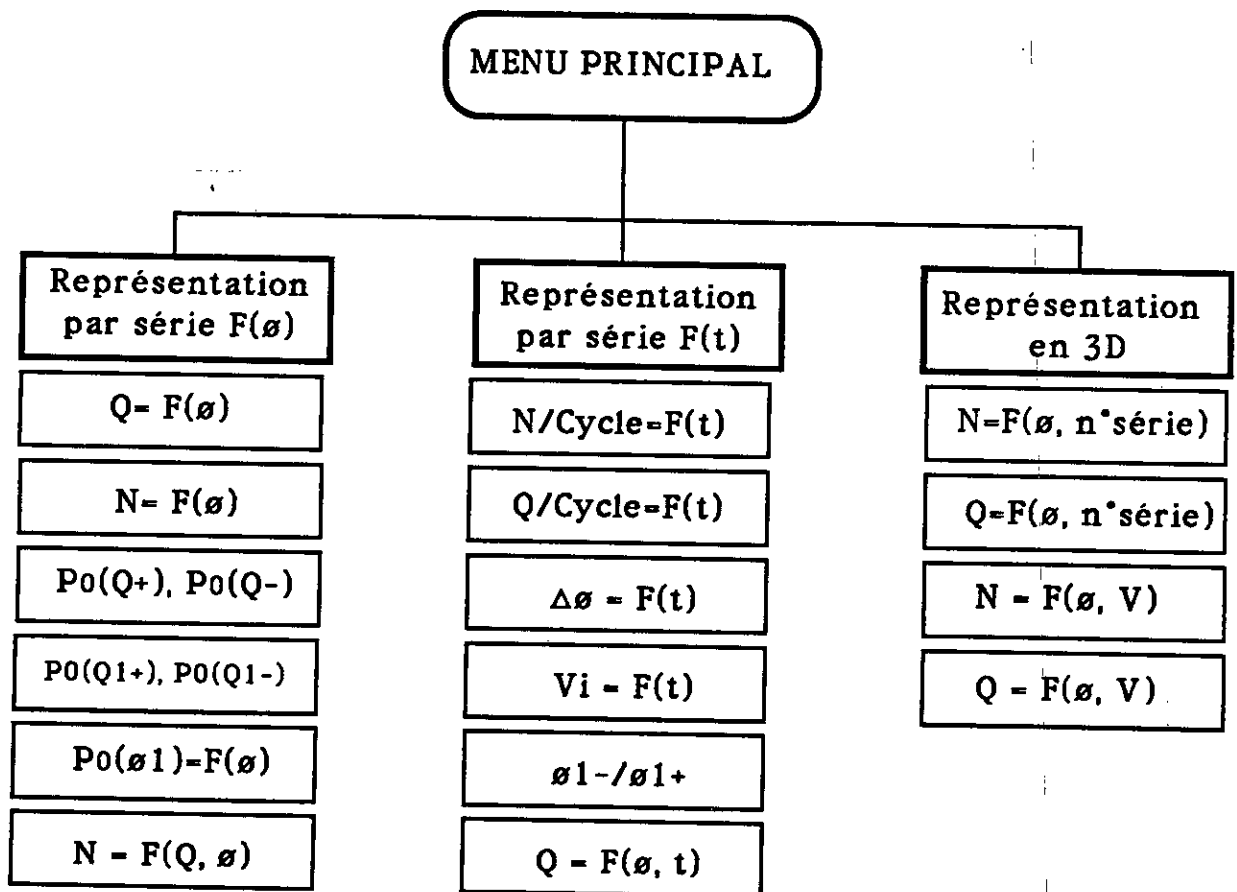 MENU PRINCIPAL
Représentation
par série F(ø)
Q= F(ø)
N= F(ø)
Po(Q+), Po(Q-)
P0(Q1+), P0(Q1-)
Po(ø1)=F(ø)
N = F(Q, ø)
Représentation
par série F(t)
N/Cycle=F(t)
Q/Cycle=F(t)
Δø = F(t)
Vi = F(t)
ø1-/ø1+
Q = F(ø, t)
Représentation
en 3D
N=F(ø, n°série)
Q=F(ø, n°série)
N = F(ø, V)
Q = F(ø, V)